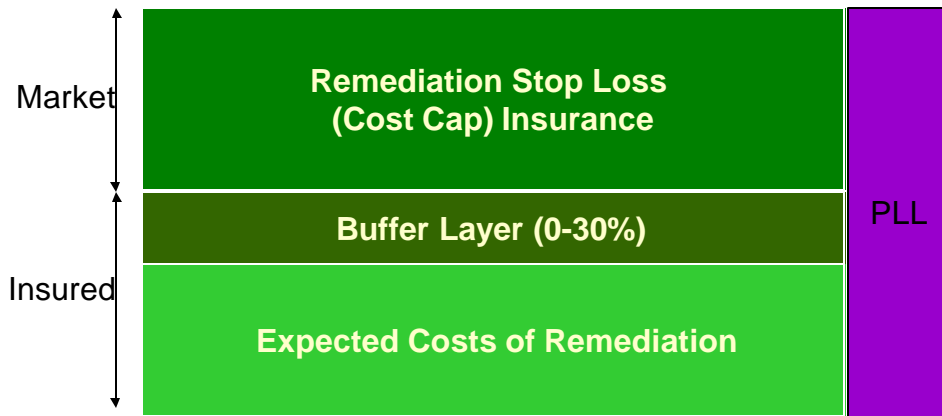 Market
Remediation Stop Loss
(Cost Cap) Insurance
PLL
Buffer Layer (0-30%)
Insured
Expected Costs of Remediation